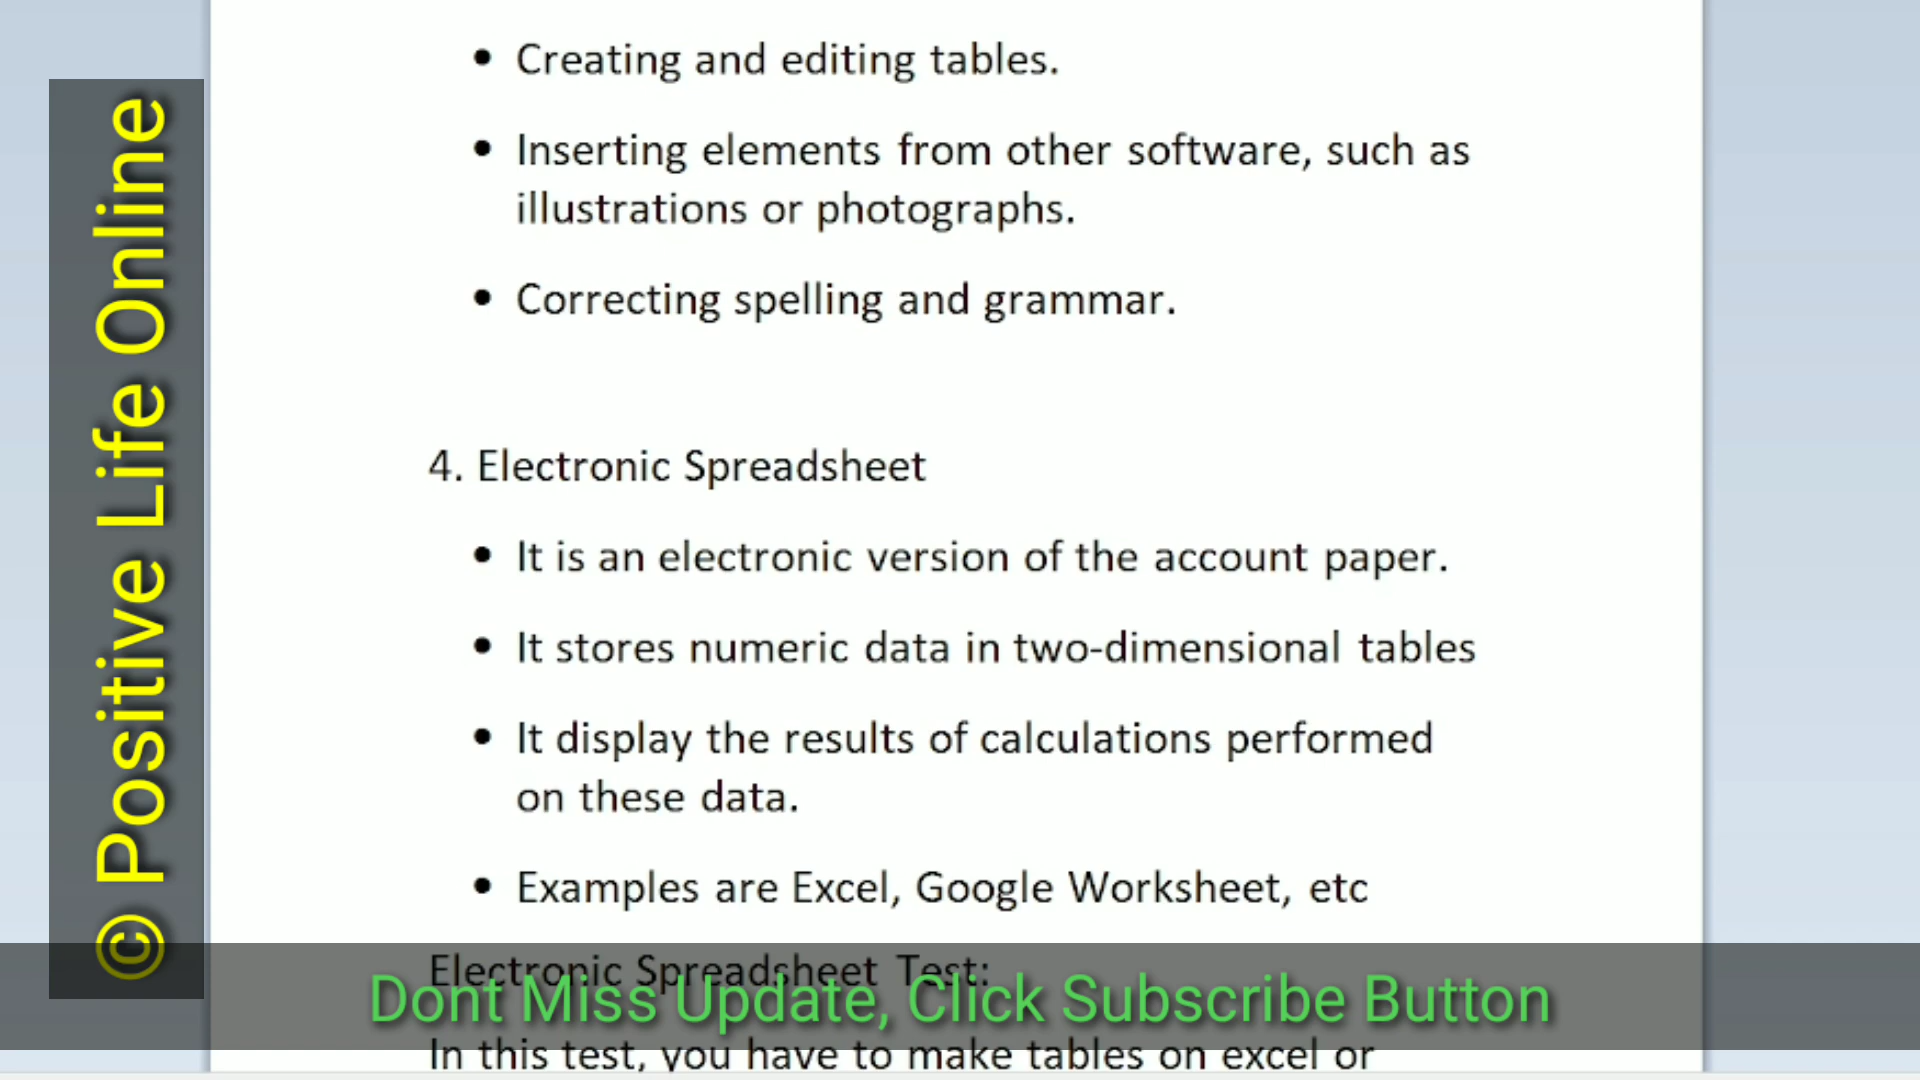 • Creating and editing tables.
• Inserting elements from other software, such as
illustrations or photographs.
• Correcting spelling and grammar.
4. Electronic Spreadsheet
• It is an electronic version of the account paper.
• It stores numeric data in two-dimensional tables
• It display the results of calculations performed
on these data.
• Examples are Excel, Google Worksheet, etc
Electronic Spreadsheet Test:
In this test, you have to make tables on excel or
© Positive Life Online
Dont Miss Update, Click Subscribe Button